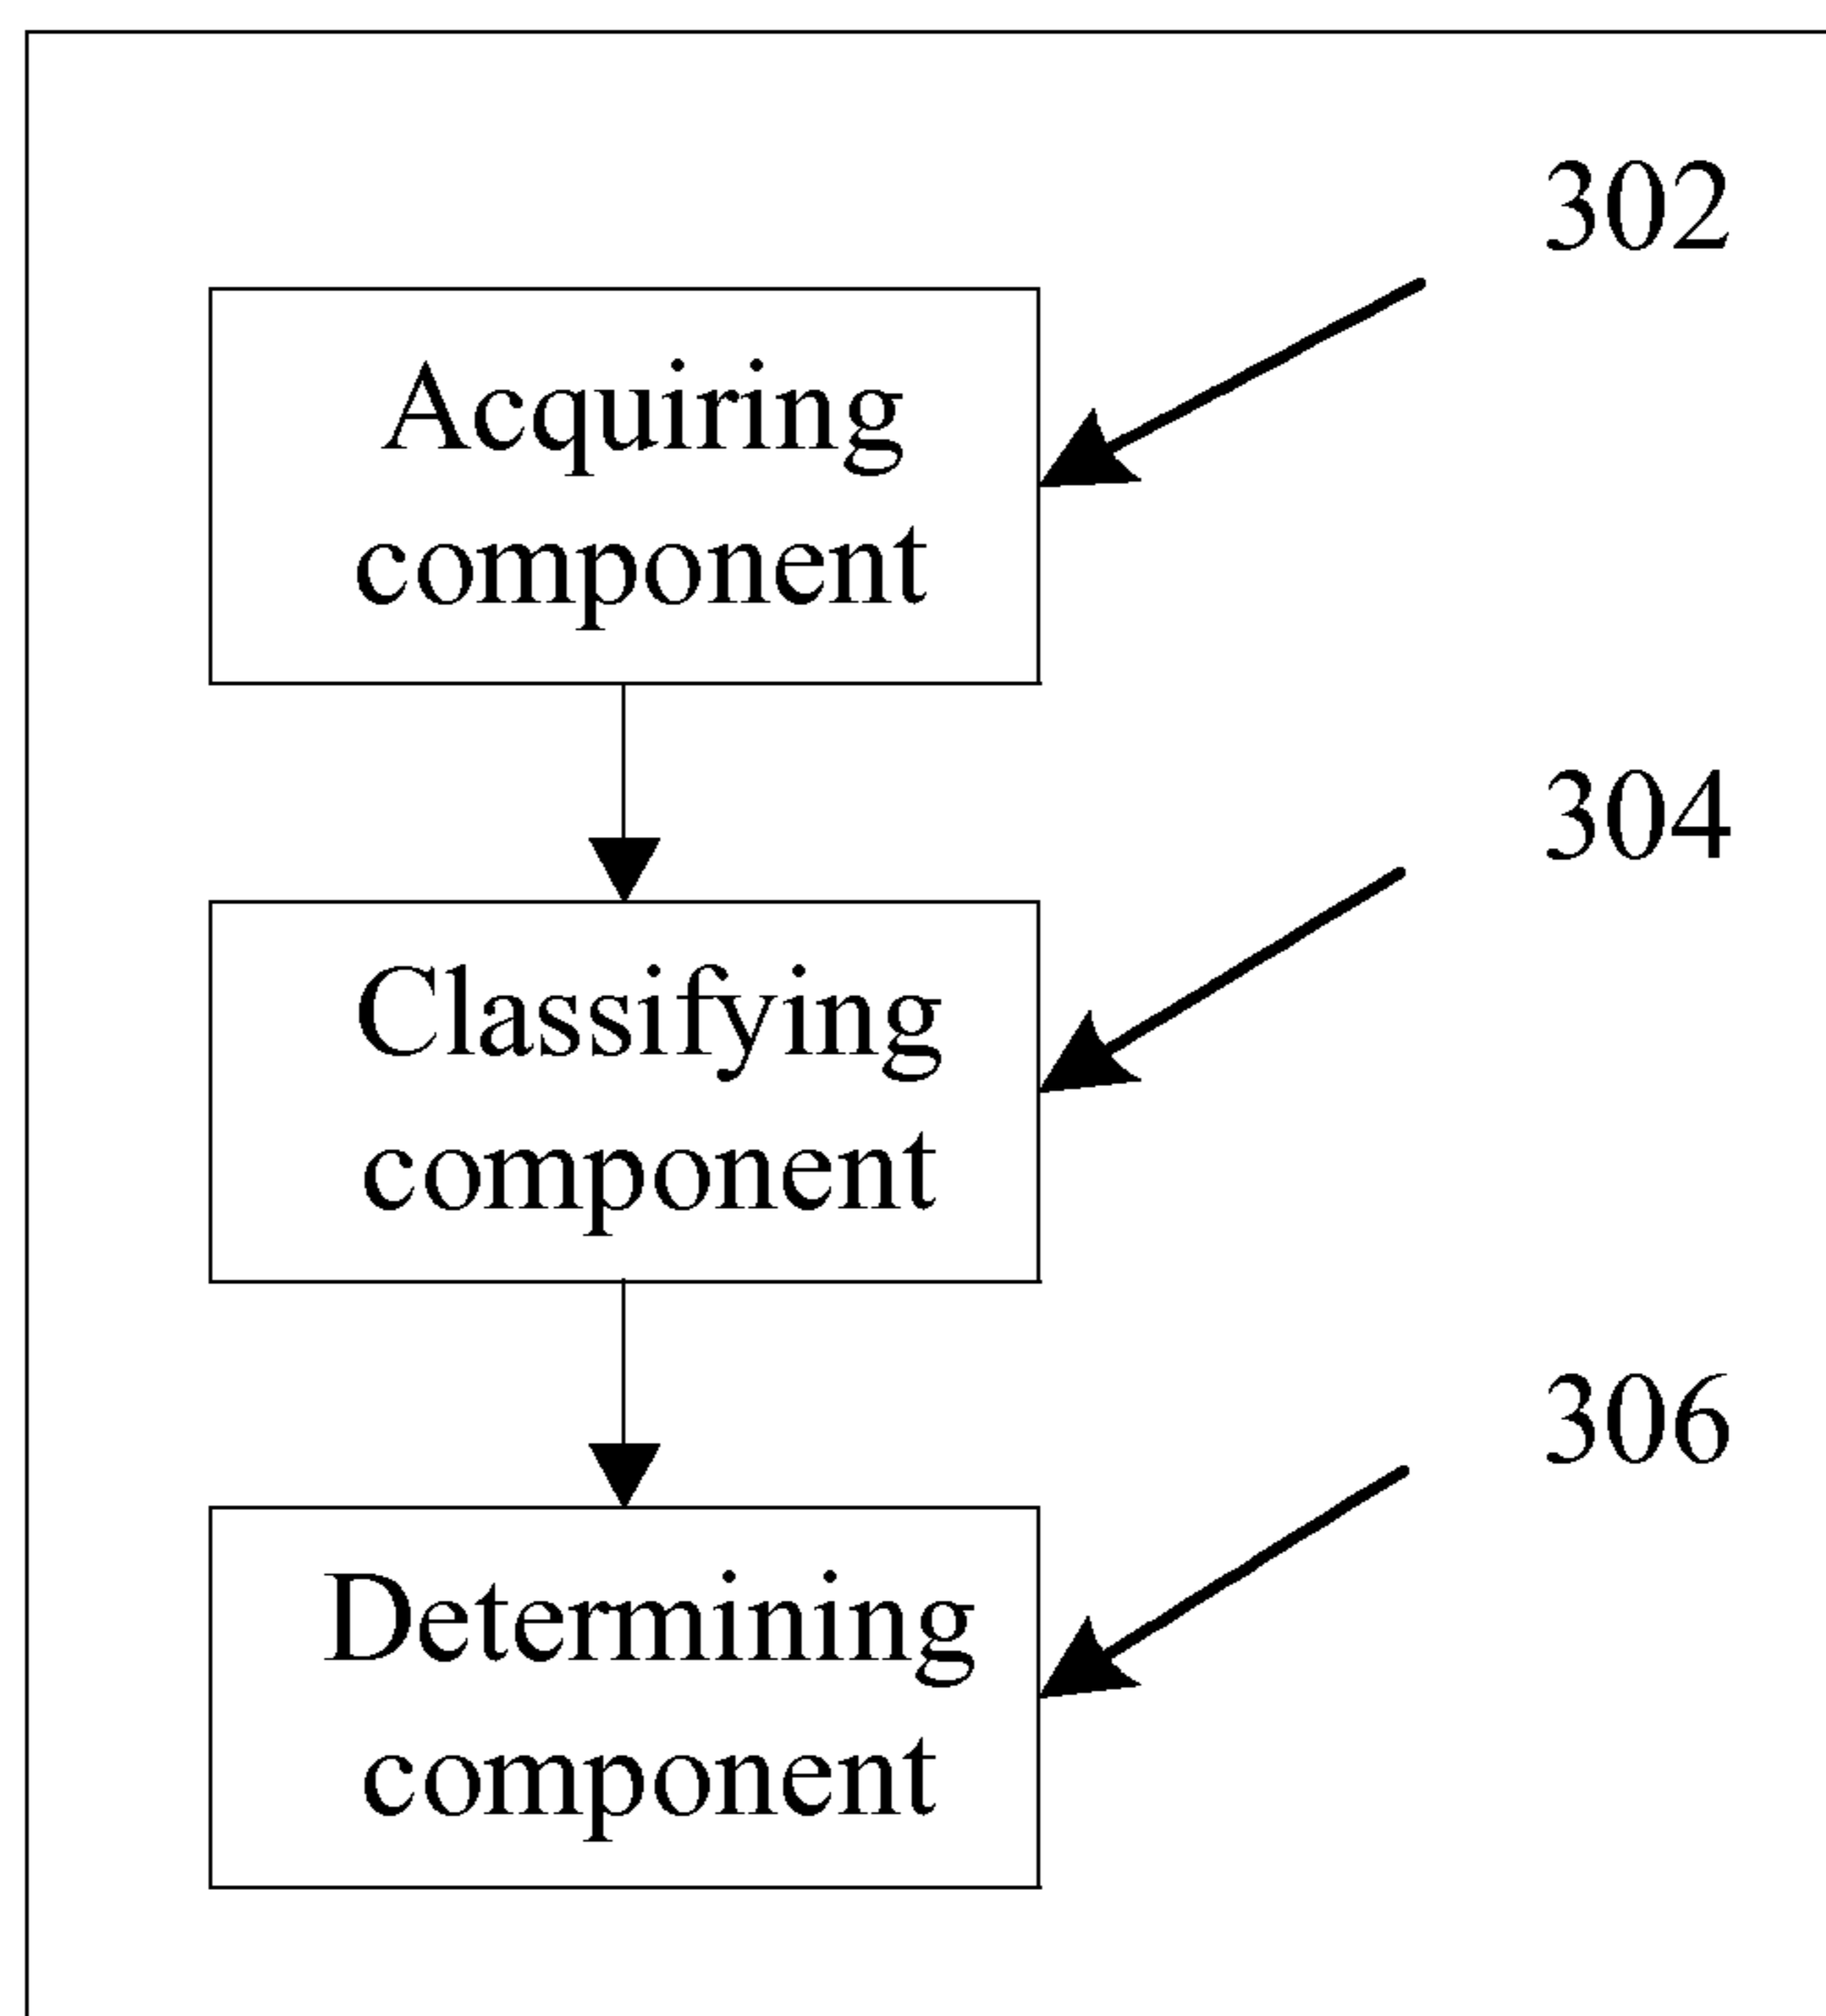 302
Acquiring
component
304
Classifying
component
306
Determining
component